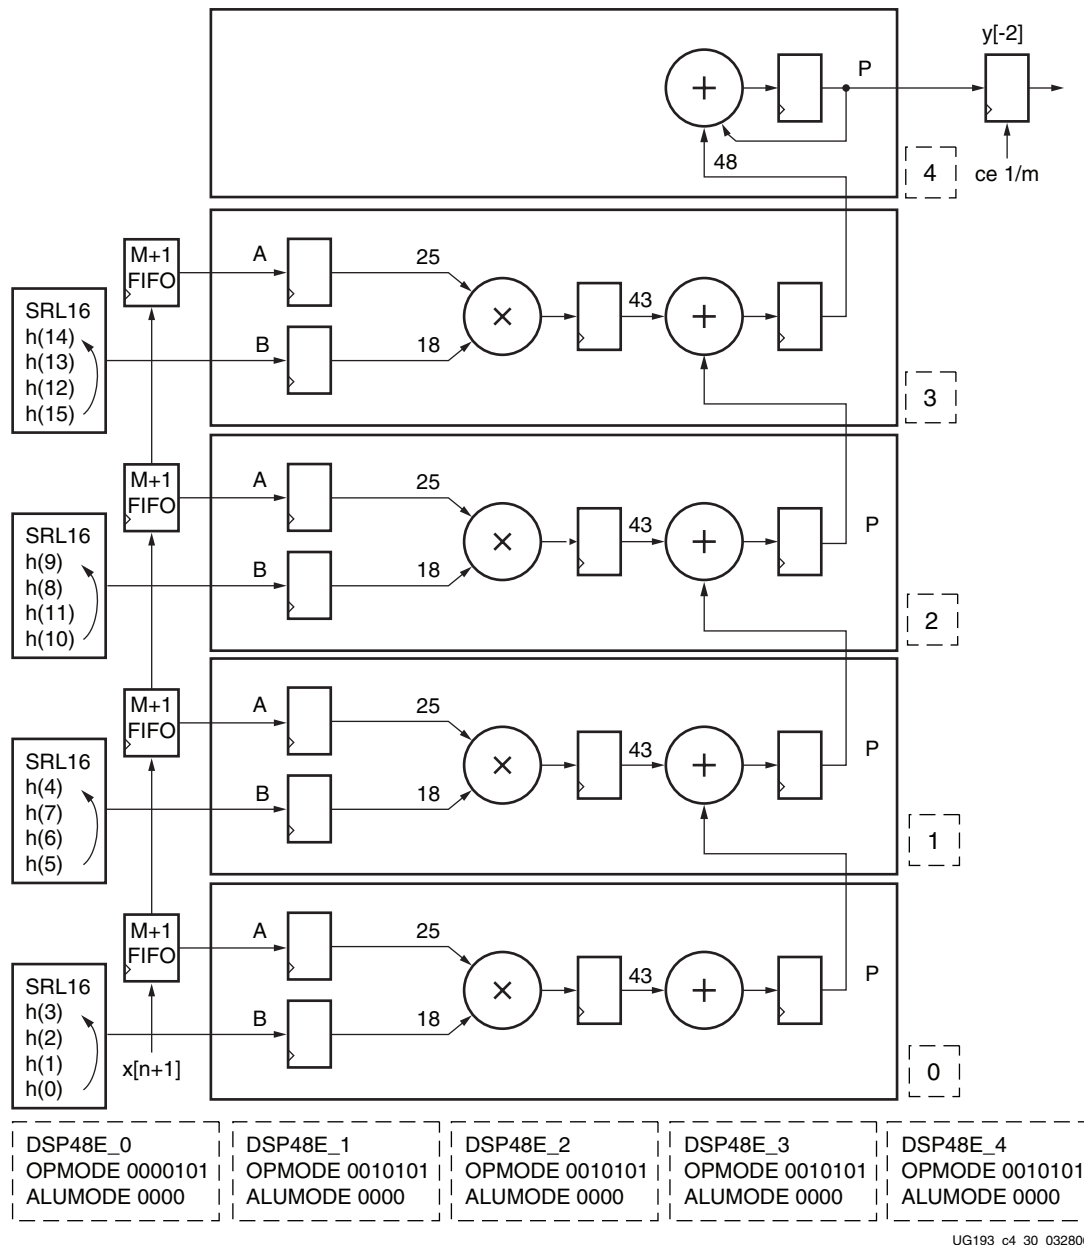 y[-2]
P
48
4
ce 1/m
M+1
FIFO
A
25
SRL16
h(14)
h(13)
h(12)
h(15)
B
18
×
43
+
+
3
M+1
FIFO
A
25
SRL16
h(9)
h(8)
h(11)
h(10)
B
18
×
43
+
P
2
M+1
FIFO
A
25
SRL16
h(4)
h(7)
h(6)
h(5)
B
18
×
43
+
P
1
M+1
FIFO
A
25
SRL16
h(3)
h(2)
h(1)
h(0)
B
18
×
43
+
P
x[n+1]
0
DSP48E_0
OPMODE 0000101
ALUMODE 0000
DSP48E_1
OPMODE 0010101
ALUMODE 0000
DSP48E_2
OPMODE 0010101
ALUMODE 0000
DSP48E_3
OPMODE 0010101
ALUMODE 0000
DSP48E_4
OPMODE 0010101
ALUMODE 0000
UG193_c4_30_032806